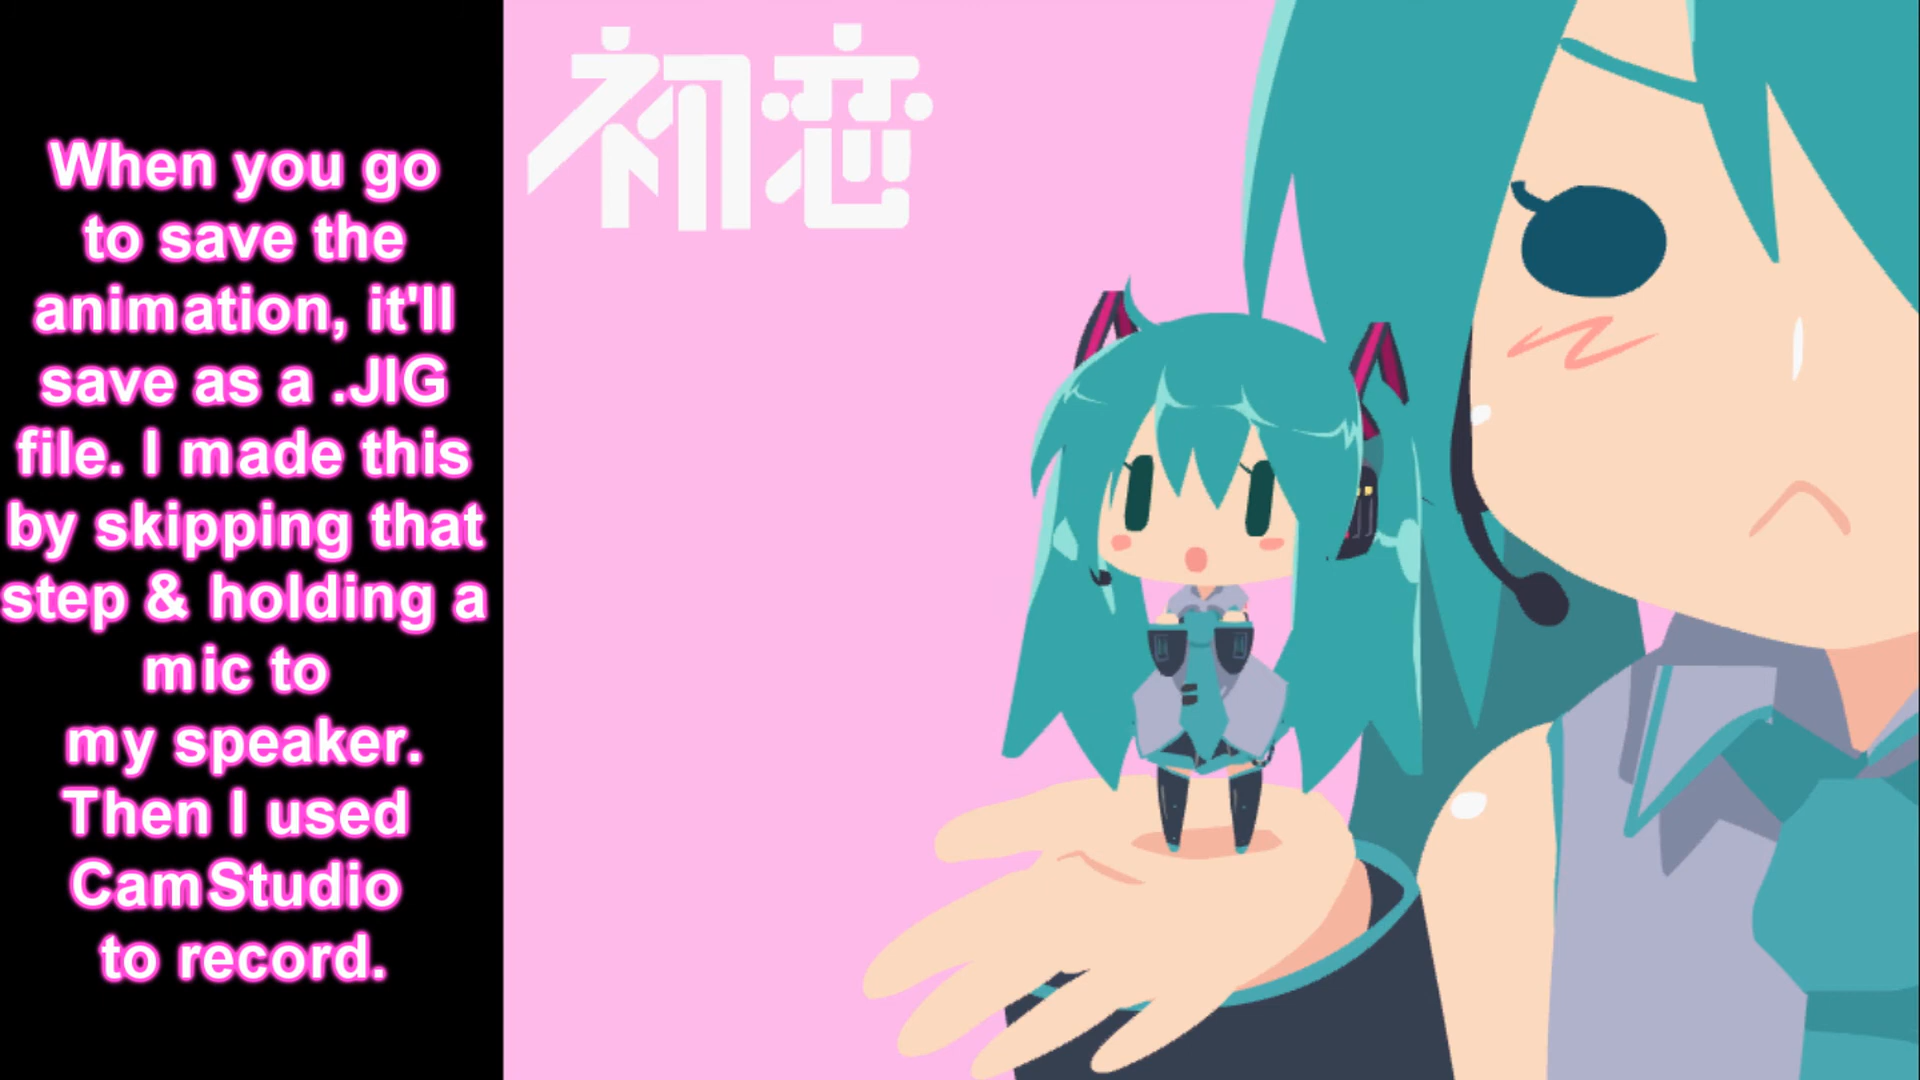 When you go
to save the
animation, it'll
save as a .JIG
file. I made this
by skipping that
step & holding a
mic to
my speaker.
Then I used
CamStudio
to record.
初恋